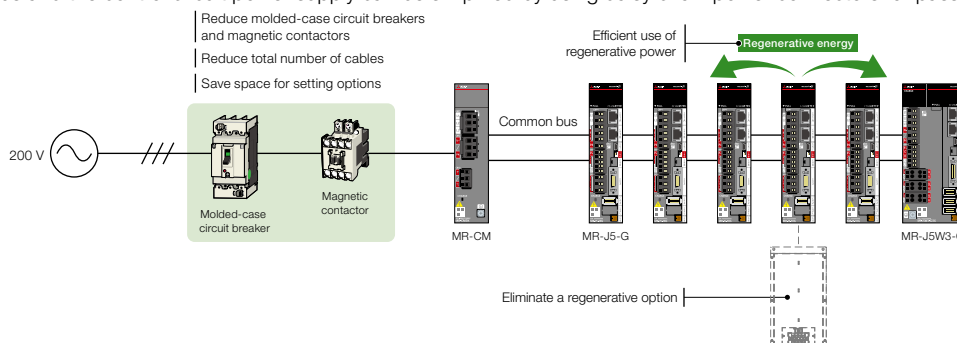 Reduce molded-case circuit breakers
and magnetic contactors
Reduce total number of cables
Save space for setting options
Efficient use of
regenerative power
Regenerative energy
Common bus
200 V
Molded-case
circuit breaker
Magnetic
contactor
MR-CM
MR-J5-G
MR-J5W3-
Eliminate a regenerative option